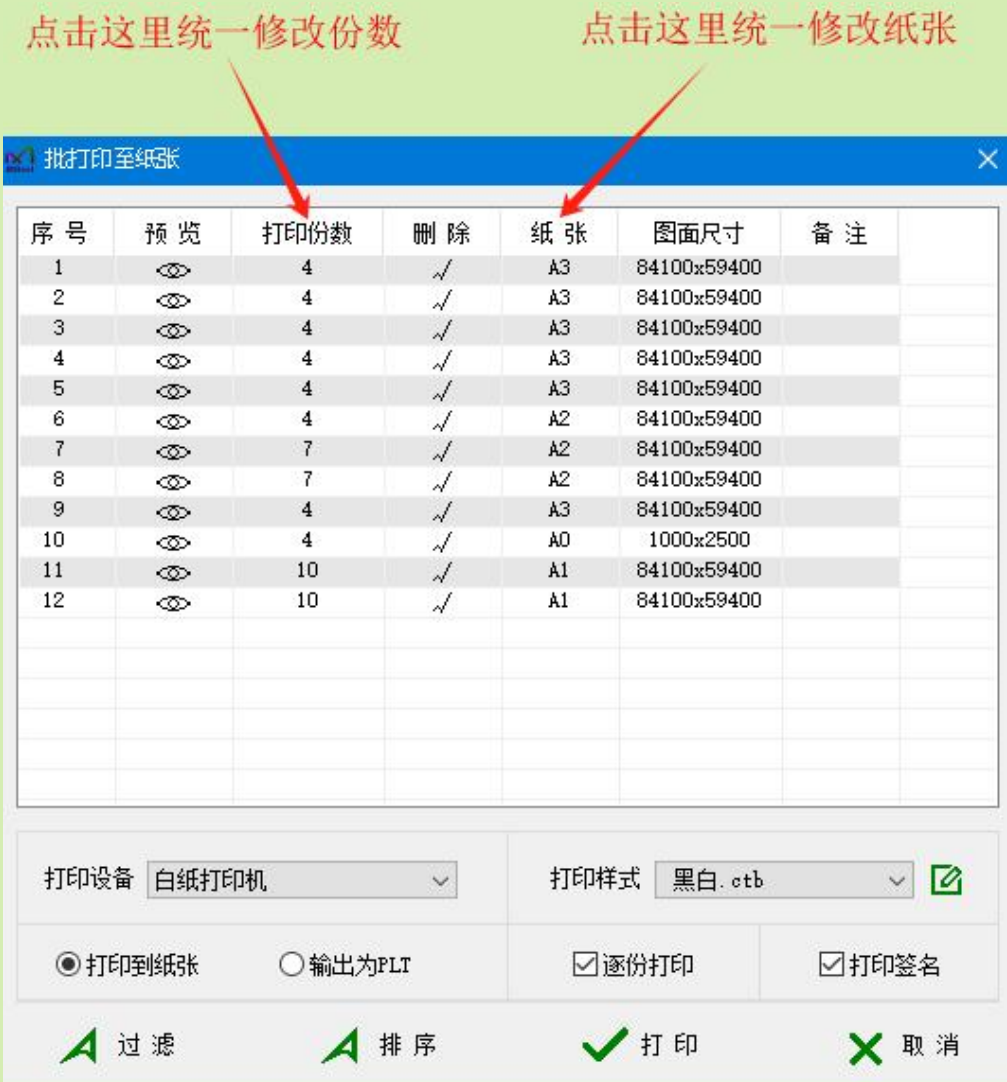 点击这里统一修改份数
点击这里统一修改纸张
批打印至纸张
序号 预览 打印份数 删除 纸张 图面尺寸 备注
1 4 A3 84100x59400
2 4 A3 84100x59400
3 4 A3 84100x59400
4 4 A3 84100x59400
5 4 A3 84100x59400
6 4 A2 84100x59400
7 7 A2 84100x59400
8 7 A2 84100x59400
9 4 A3 84100x59400
10 4 A0 1000x2500
11 10 A1 84100x59400
12 10 A1 84100x59400
打印设备 白纸打印机 打印样式 黑白.ctb
打印到纸张 输出为PLT 逐份打印 打印签名
过滤 排序 打印 取消